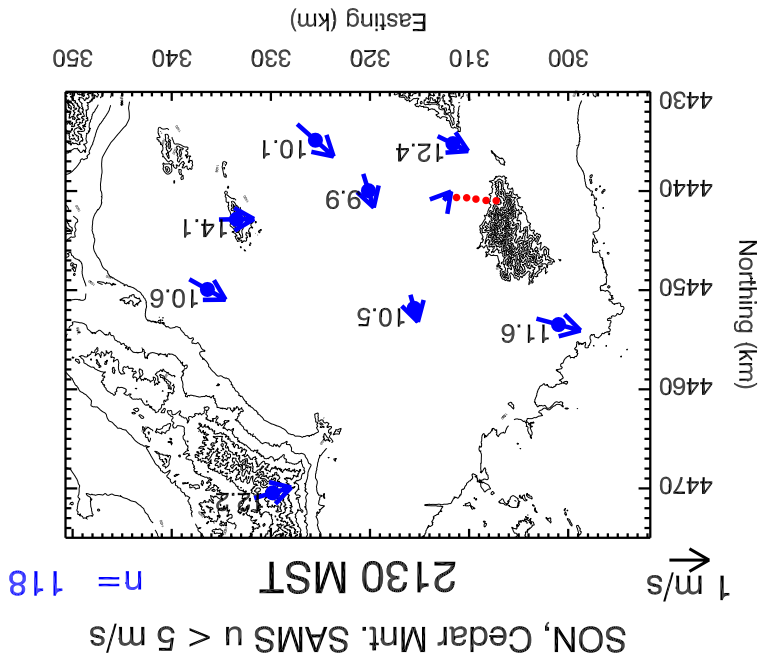 SON, Cedar Mnt. SAMS u < 5 m/s
1 m/s
2130 MST
n= 118
4470
4460
4450
4440
4430
Northing (km)
12.2
11.6
10.5
10.6
14.1
9.9
12.4
10.1
300 310 320 330 340 350
Easting (km)